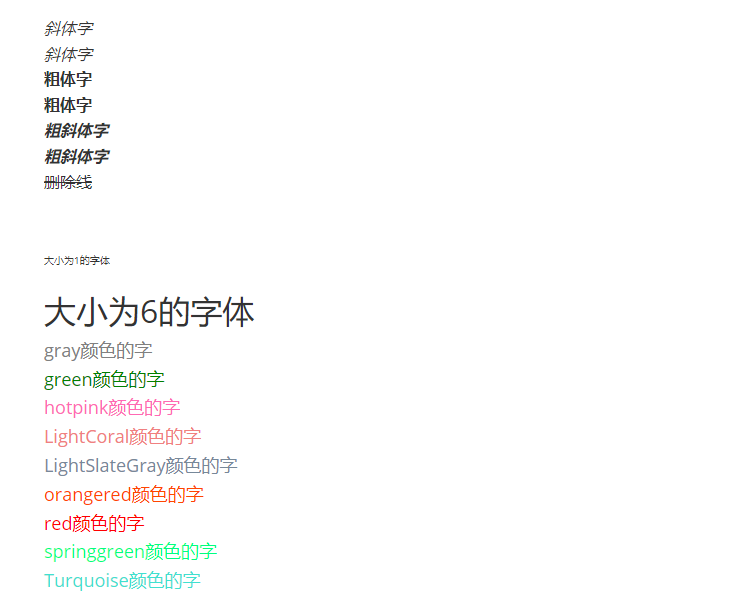 斜体字
斜体字
粗体字
粗体字
粗斜体字
粗斜体字
删除线
大小为1的字体
大小为6的字体
gray颜色的字
green颜色的字
hotpink颜色的字
LightCoral颜色的字
LightSlateGray颜色的字
orangered颜色的字
red颜色的字
springgreen颜色的字
Turquoise颜色的字